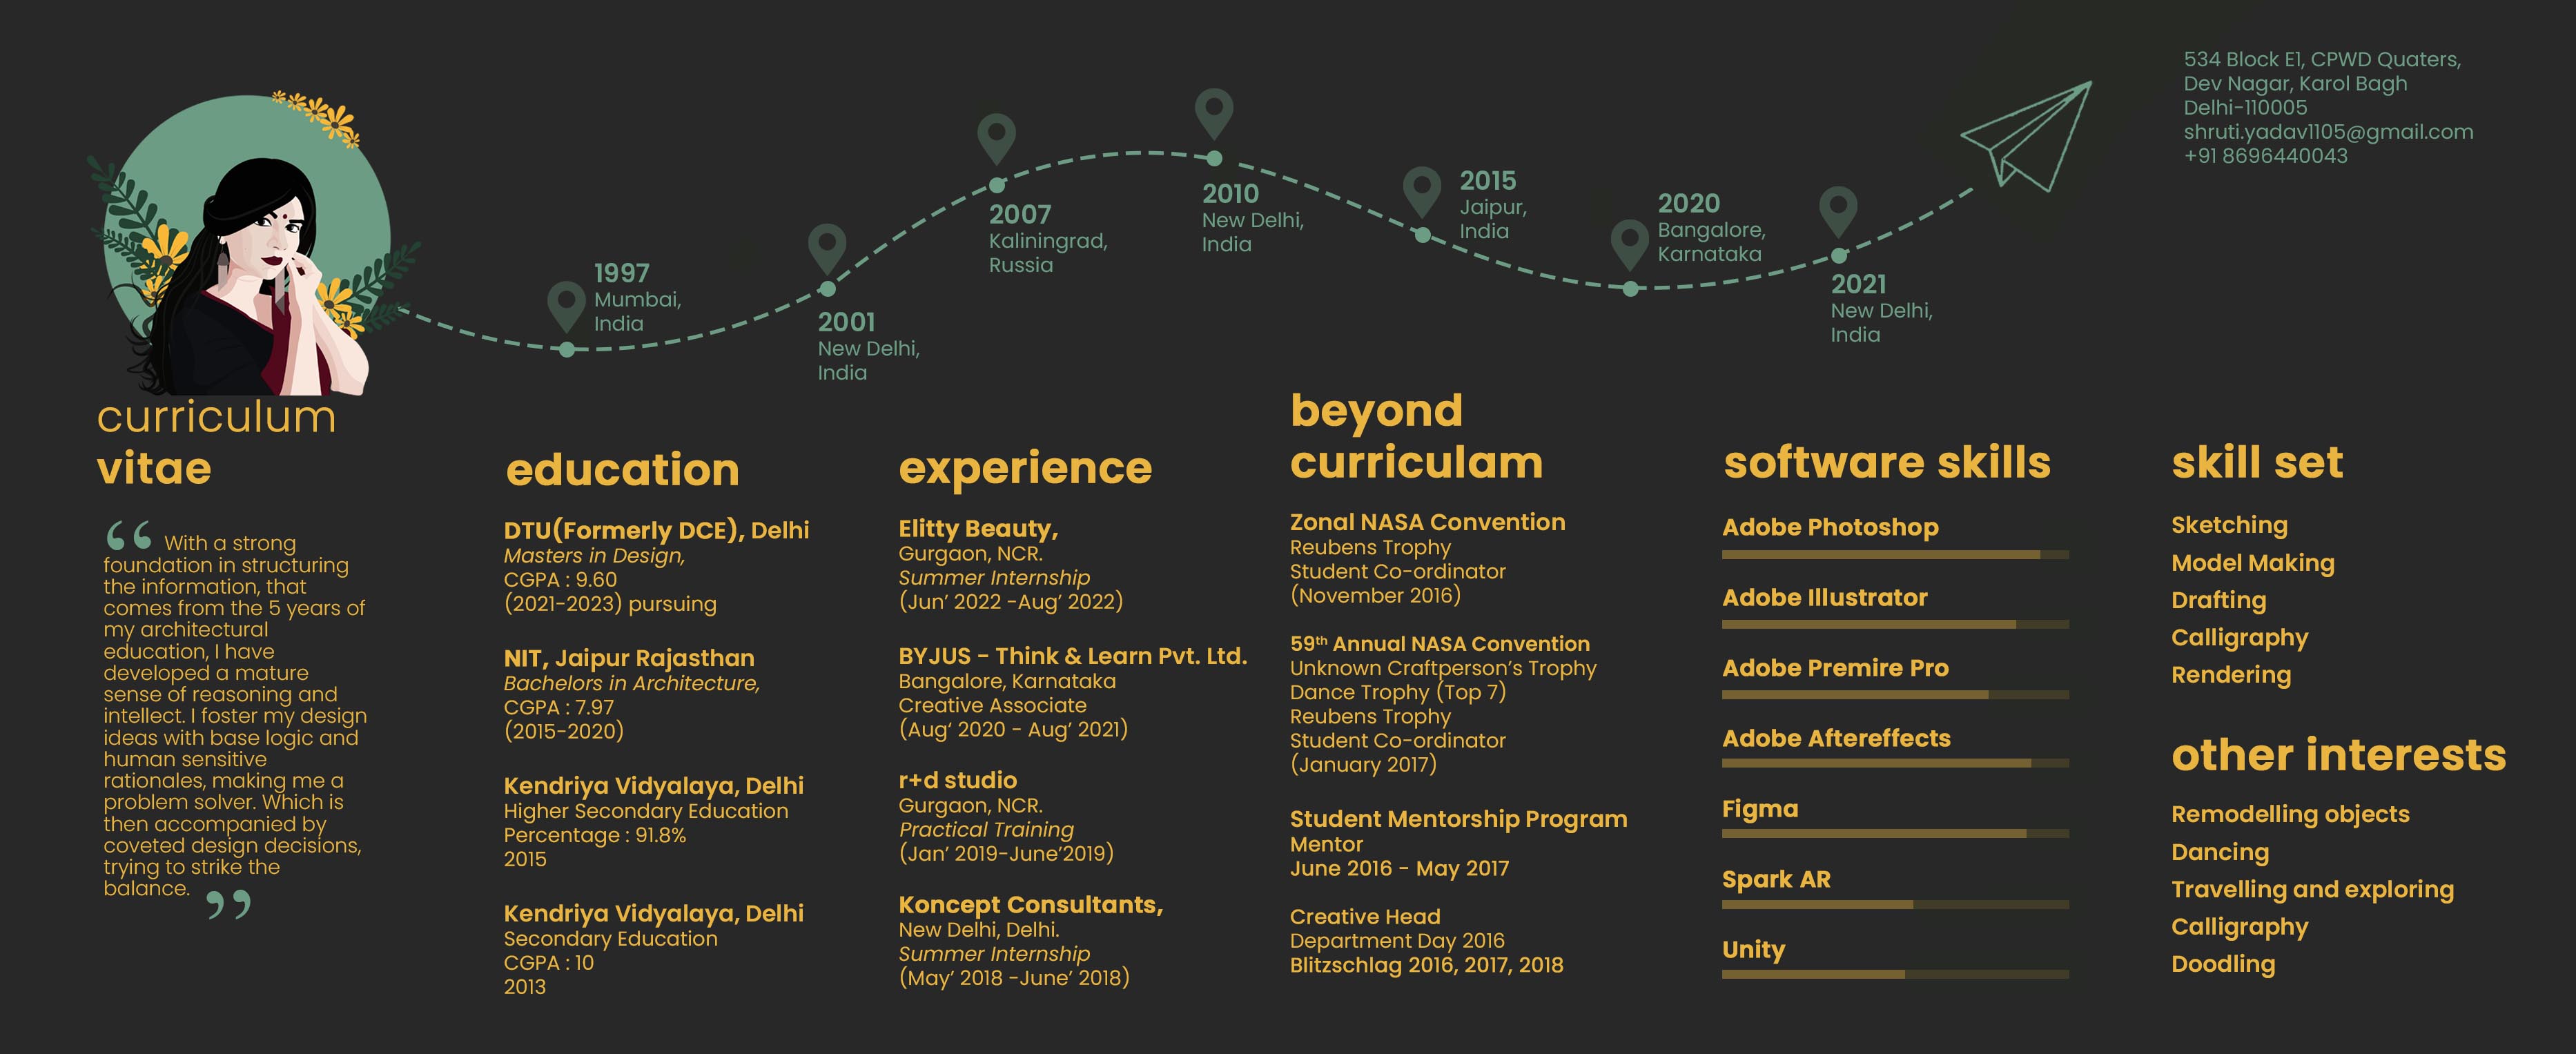 534 Block E1, CPWD Quaters,
Dev Nagar, Karol Bagh
Delhi-110005
shruti.yadav1105@gmail.com
+91 8696440043
1997
Mumbai,
India
2001
New Delhi,
India
2007
Kaliningrad,
Russia
2010
New Delhi,
India
2015
Jaipur,
India
2020
Bangalore,
Karnataka
2021
New Delhi,
India
curriculum
vitae
“ With a strong
foundation in structuring
the information, that
comes from the 5 years of
my architectural
education, I have
developed a mature
sense of reasoning and
intellect. I foster my design
ideas with base logic and
human sensitive
rationales, making me a
problem solver. Which is
then accompanied by
coveted design decisions,
trying to strike the
balance. ”
education
DTU(Formerly DCE), Delhi
Masters in Design,
CGPA : 9.60
(2021-2023) pursuing
NIT, Jaipur Rajasthan
Bachelors in Architecture,
CGPA : 7.97
(2015-2020)
Kendriya Vidyalaya, Delhi
Higher Secondary Education
Percentage : 91.8%
2015
Kendriya Vidyalaya, Delhi
Secondary Education
CGPA : 10
2013
experience
Elitty Beauty,
Gurgaon, NCR.
Summer Internship
(Jun’ 2022 -Aug’ 2022)
BYJUS - Think & Learn Pvt. Ltd.
Bangalore, Karnataka
Creative Associate
(Aug‘ 2020 - Aug’ 2021)
r+d studio
Gurgaon, NCR.
Practical Training
(Jan’ 2019-June’2019)
Koncept Consultants,
New Delhi, Delhi.
Summer Internship
(May’ 2018 -June’ 2018)
beyond
curriculam
Zonal NASA Convention
Reubens Trophy
Student Co-ordinator
(November 2016)
59th Annual NASA Convention
Unknown Craftperson’s Trophy
Dance Trophy (Top 7)
Reubens Trophy
Student Co-ordinator
(January 2017)
Student Mentorship Program
Mentor
June 2016 - May 2017
Creative Head
Department Day 2016
Blitzschlag 2016, 2017, 2018
software skills
Adobe Photoshop
Adobe Illustrator
Adobe Premire Pro
Adobe Aftereffects
Figma
Spark AR
Unity
skill set
Sketching
Model Making
Drafting
Calligraphy
Rendering
other interests
Remodelling objects
Dancing
Travelling and exploring
Calligraphy
Doodling